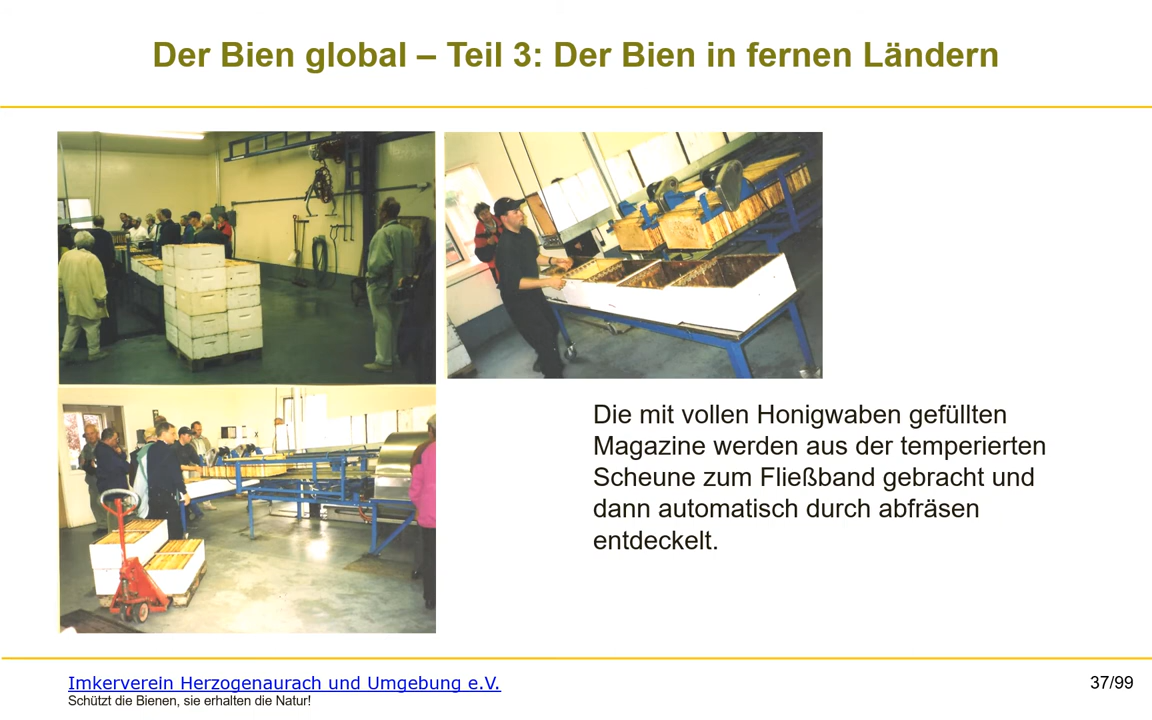 Der Bien global – Teil 3: Der Bien in fernen Ländern
Die mit vollen Honigwaben gefüllten
Magazine werden aus der temperierten
Scheune zum Fließband gebracht und
dann automatisch durch abfräsen
entdeckelt.
Imkerverein Herzogenaurach und Umgebung e.V.
Schützt die Bienen, sie erhalten die Natur!
37/99